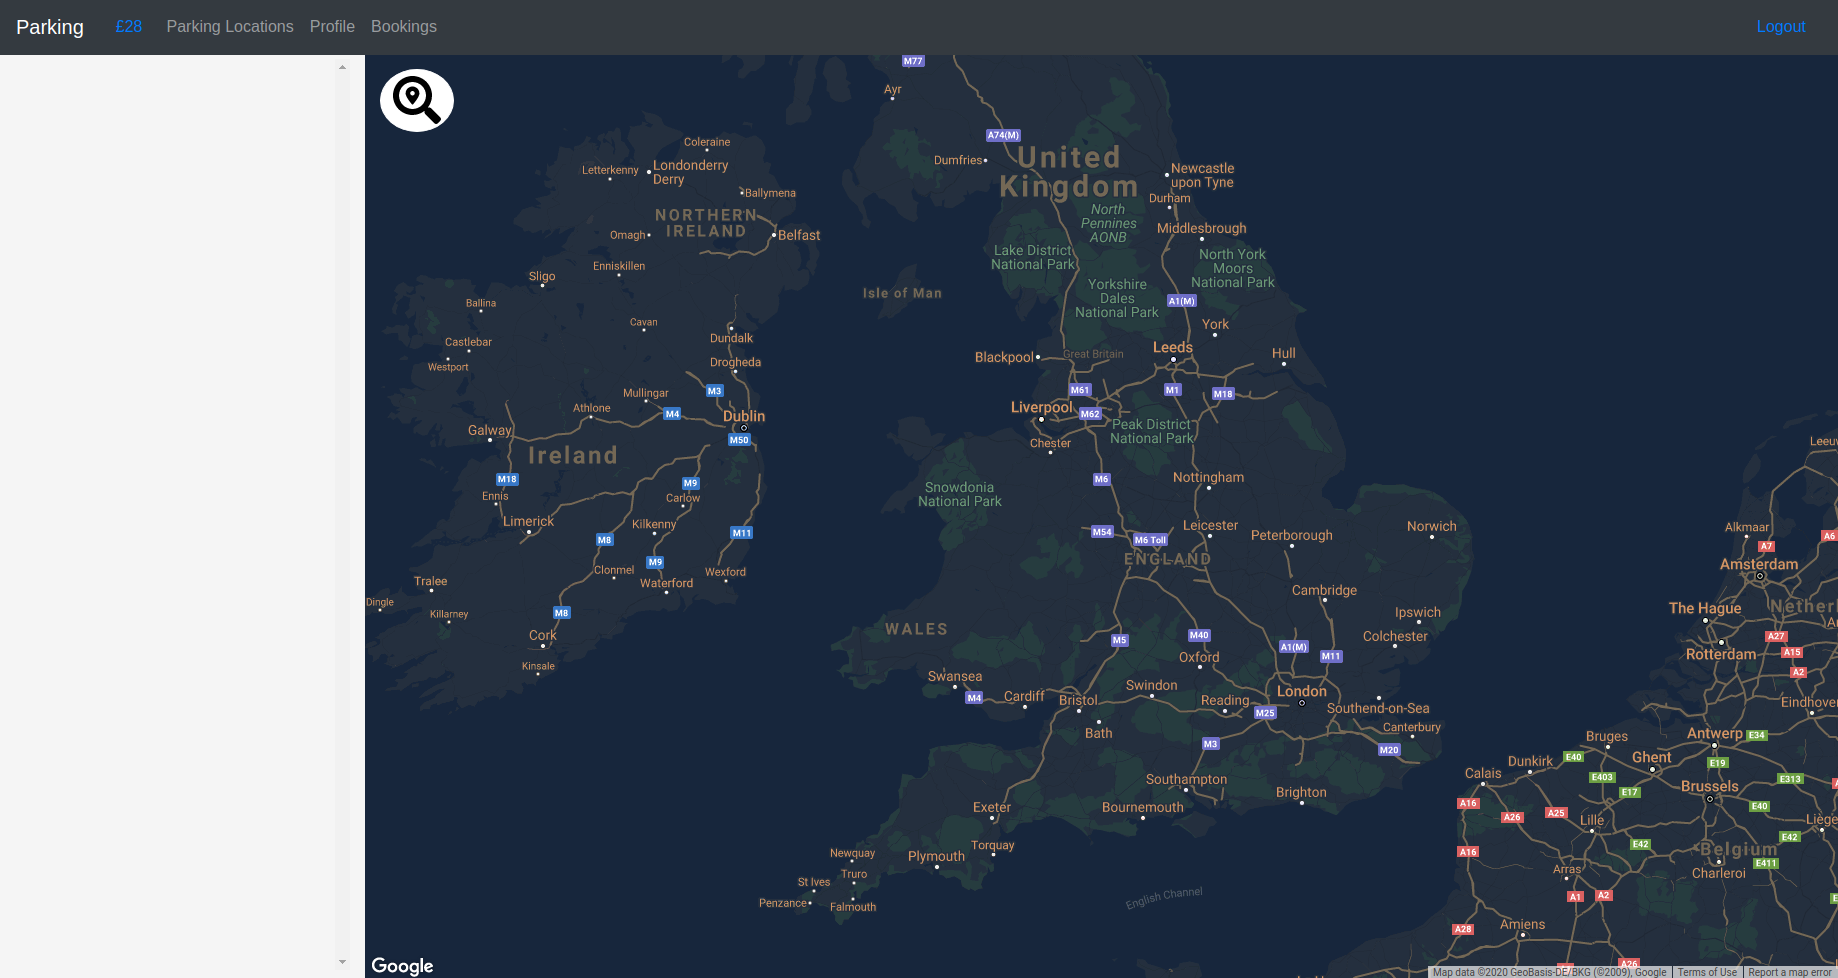 Parking £28 Parking Locations Profile Bookings Logout
M77
Ayr
A74(M)
Coleraine
Dumfries
United
Kingdom
Letterkenny
Londonderry
Derry
Newcastle
upon Tyne
Ballymena
Durham
NORTHERN
IRELAND
North
Pennines
AONB
Omagh
Belfast
Middlesbrough
Lake District
National Park
North York
Moors
National Park
Enniskillen
Sligo
Isle of Man
Yorkshire
Dales
National Park
A1(M)
Ballina
Cavan
York
Castlebar
Dundalk
Westport
Drogheda
Blackpool
Great Britain
Leeds
Hull
Mullingar
M3
M61
M1
M18
Athlone
M4
Dublin
Liverpool
M62
Galway
M50
Chester
Peak District
National Park
Leeu
Ireland
M18
M9
Snowdonia
National Park
M6
Nottingham
Ennis
Carlow
Limerick
Kilkenny
M8
M11
M54
M6 Toll
Leicester
Peterborough
Norwich
Alkmaar
A6
A7
ENGLAND
Amsterdam
M9
Clonmel
Waterford
Wexford
Tralee
Cambridge
Dingle
Killarney
M8
Ipswich
The Hague
Netherl
A
WALES
Cork
M5
M40
A1(M)
M11
Colchester
A27
A15
Rotterdam
A2
Kinsale
Oxford
Swansea
M4
Cardiff
Bristol
Swindon
Reading
London
M25
Southend-on-Sea
Eindhoven
Bath
M3
Canterbury
M20
Bruges
Antwerp
E34
E40
Ghent
E19
Dunkirk
Calais
E403
E313
Southampton
Brighton
E17
Brussels
Exeter
Bournemouth
A16
A26
A25
E40
Lille
Liège
E42
E42
Torquay
Newquay
Plymouth
A16
Belgium
E411
Truro
St Ives
Arras
Charleroi
Penzance
Falmouth
English Channel
A1
A2
E
A28
Amiens
A26
Google
Map data ©2020 GeoBasis-DE/BKG (©2009), Google Terms of Use Report a map error